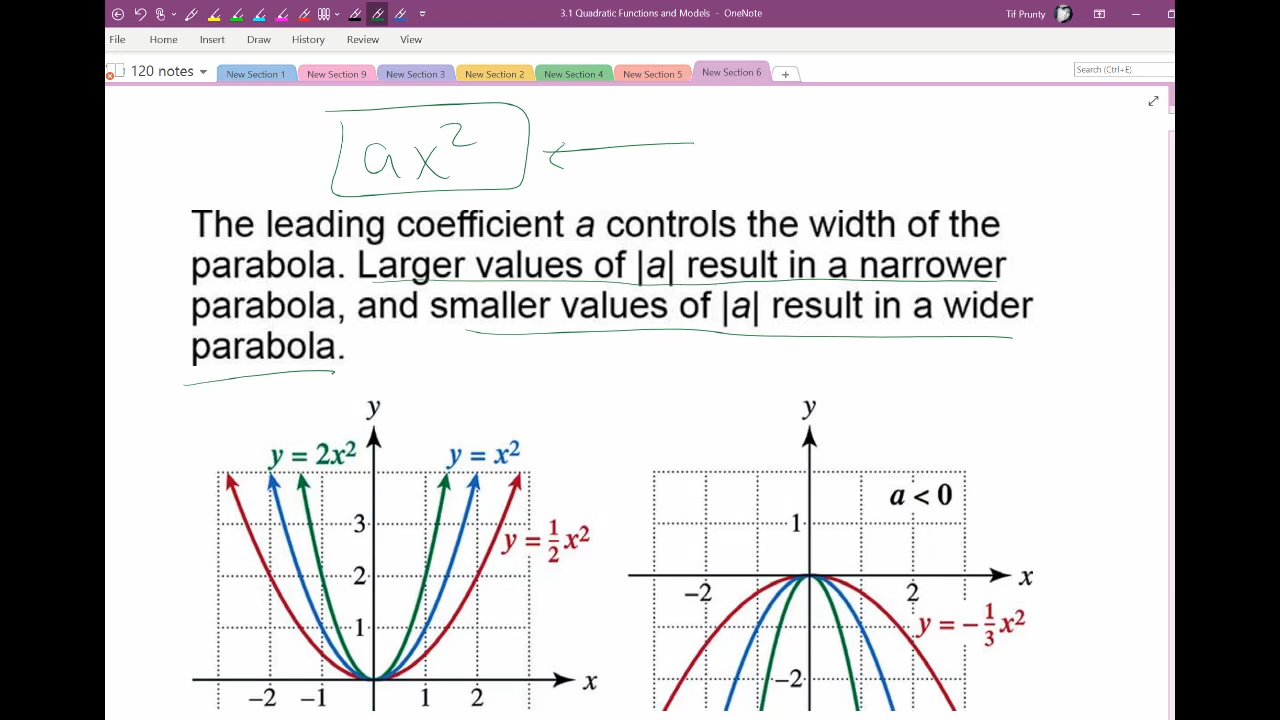 3.1 Quadratic Functions and Models - OneNote
Tif Prunty
File Home Insert Draw History Review View
120 notes New Section 1 New Section 9 New Section 3 New Section 2 New Section 4 New Section 5 New Section 6 +
Search (Ctrl+E)
ax²
The leading coefficient a controls the width of the
parabola. Larger values of |a| result in a narrower
parabola, and smaller values of |a| result in a wider
parabola.
y
y = 2x² y = x²
3
y = 1/2 x²
2
1
−2 −1 1 2 x
y
a < 0
1
−2 2 x
y = − 1/3 x²
−2